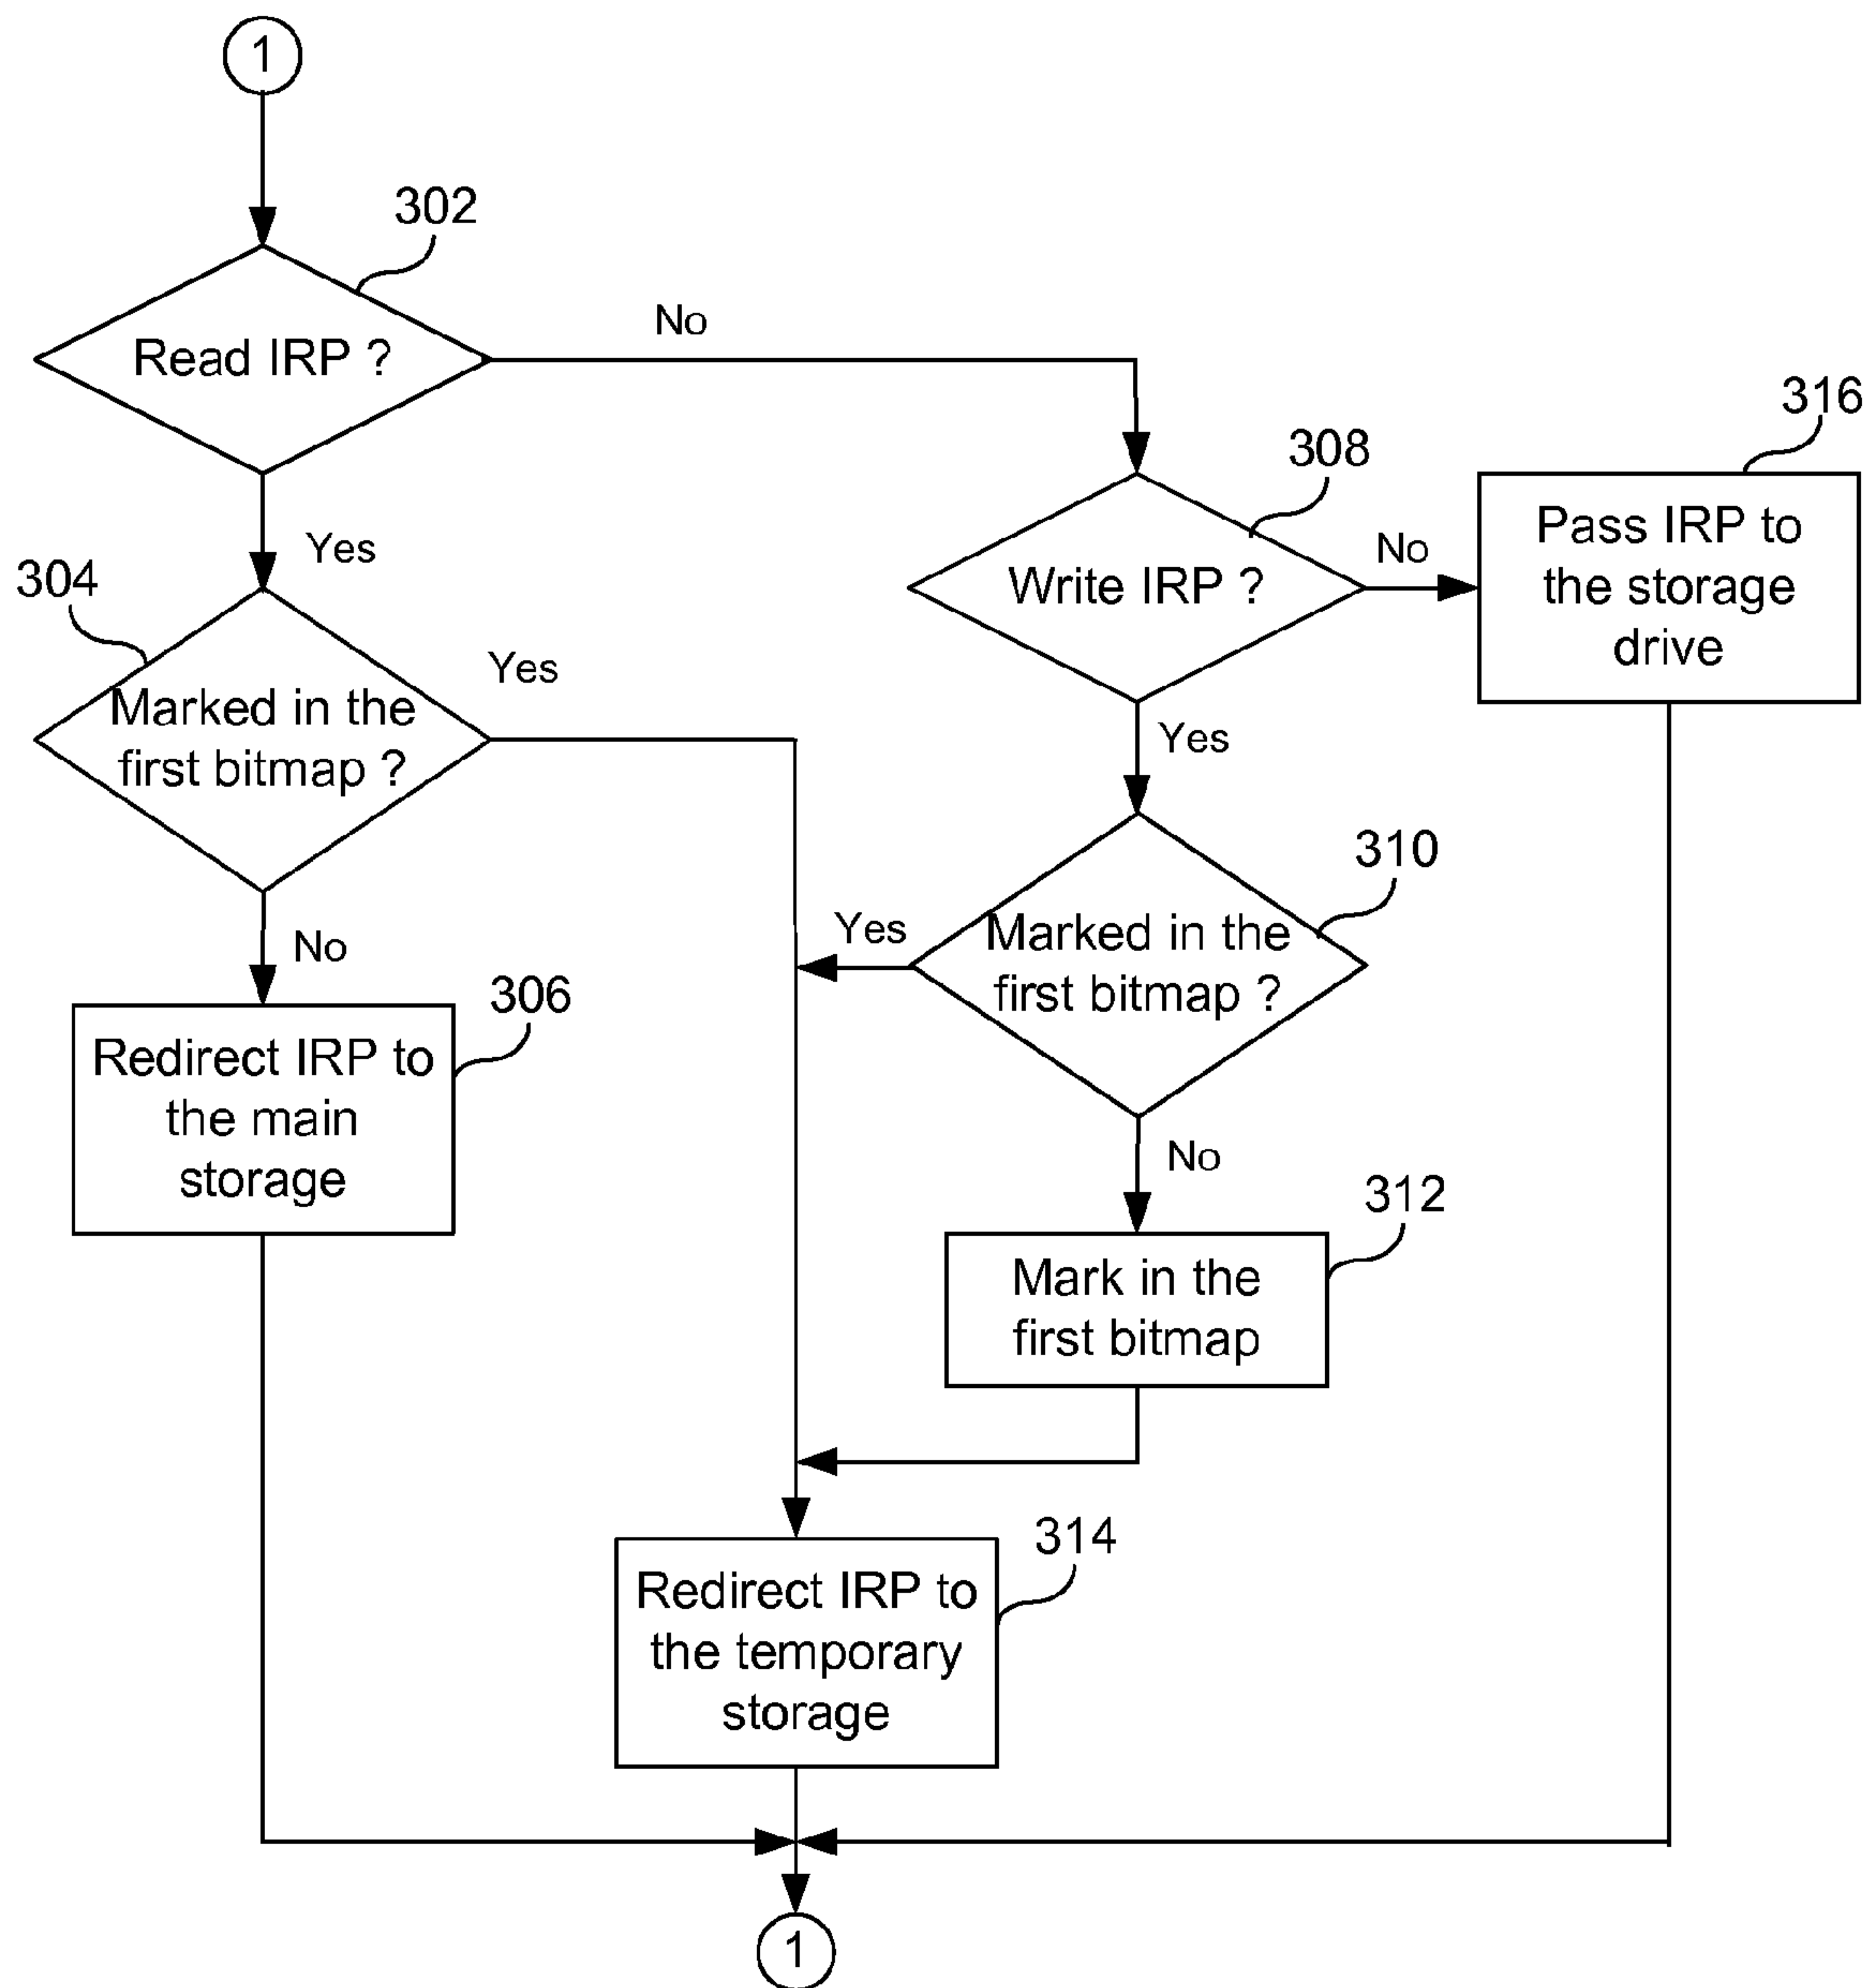 1
302
Read IRP ?
No
316
308
Pass IRP to
the storage
drive
No
Write IRP ?
Yes
304
Yes
Marked in the
first bitmap ?
Yes
310
Yes
Marked in the
first bitmap ?
No
306
Redirect IRP to
the main
storage
No
312
Mark in the
first bitmap
314
Redirect IRP to
the temporary
storage
1